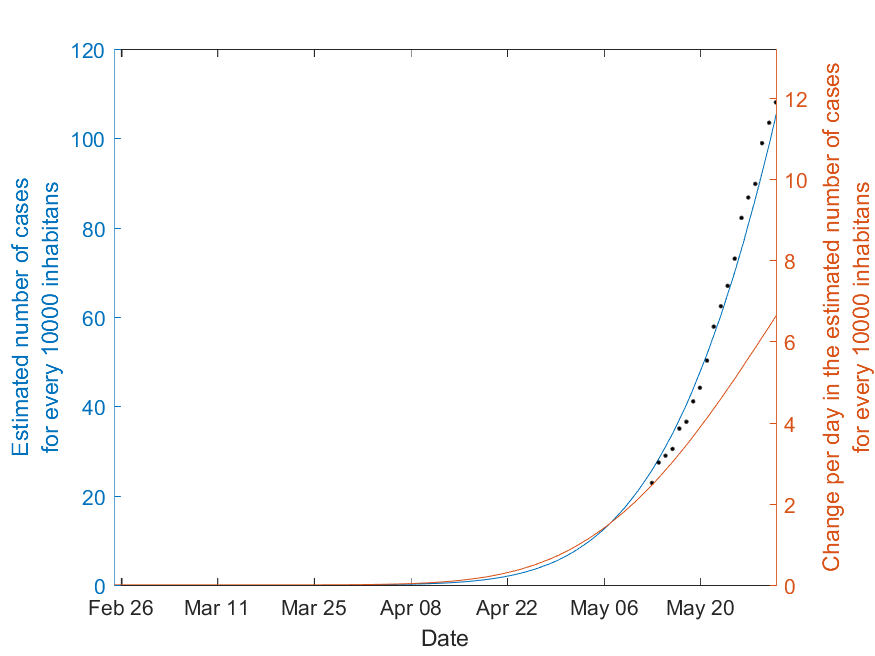 Estimated number of cases
for every 10000 inhabitans
120
100
80
60
40
20
0
12
10
8
6
4
2
0
Change per day in the estimated number of cases
for every 10000 inhabitans
Feb 26 Mar 11 Mar 25 Apr 08 Apr 22 May 06 May 20
Date